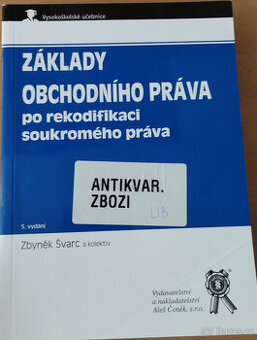 Vysokoškolské učebnice
ZÁKLADY
OBCHODNÍHO PRÁVA
po rekodifikaci
soukromého práva
ANTIKVAR.
ZBOZI
LIB
5. vydání
Zbyněk Švarc a kolektiv
Vydavatelství
a nakladatelství
Aleš Čeněk, s.r.o.